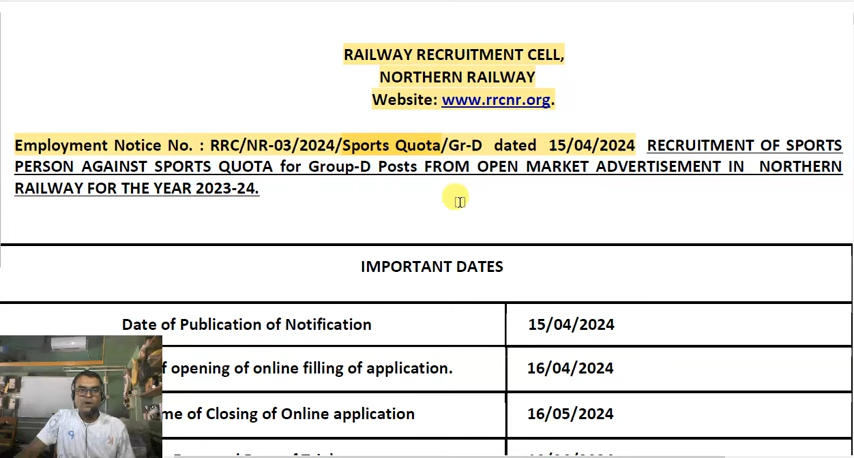 RAILWAY RECRUITMENT CELL,
NORTHERN RAILWAY
Website: www.rrcnr.org.
Employment Notice No. : RRC/NR-03/2024/Sports Quota/Gr-D dated 15/04/2024 RECRUITMENT OF SPORTS
PERSON AGAINST SPORTS QUOTA for Group-D Posts FROM OPEN MARKET ADVERTISEMENT IN NORTHERN
RAILWAY FOR THE YEAR 2023-24.
IMPORTANT DATES
Date of Publication of Notification 15/04/2024
f opening of online filling of application. 16/04/2024
me of Closing of Online application 16/05/2024